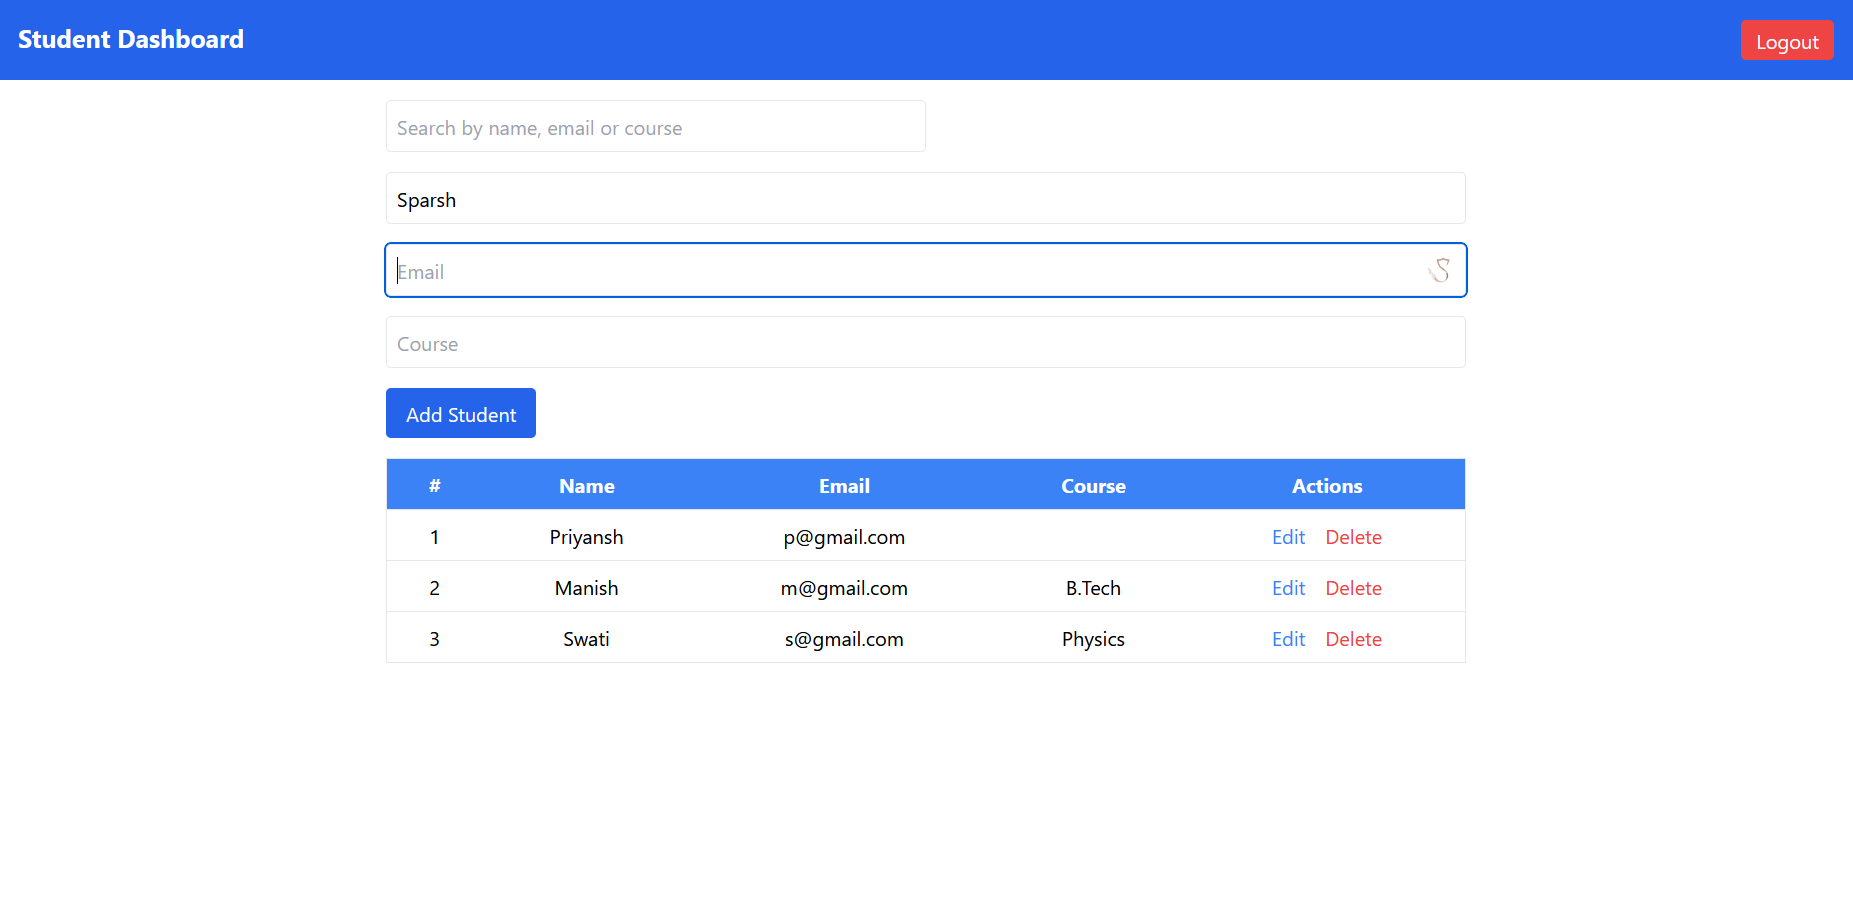 Student Dashboard Logout
Search by name, email or course
Sparsh
Email
Course
Add Student
# Name Email Course Actions
1 Priyansh p@gmail.com Edit Delete
2 Manish m@gmail.com B.Tech Edit Delete
3 Swati s@gmail.com Physics Edit Delete